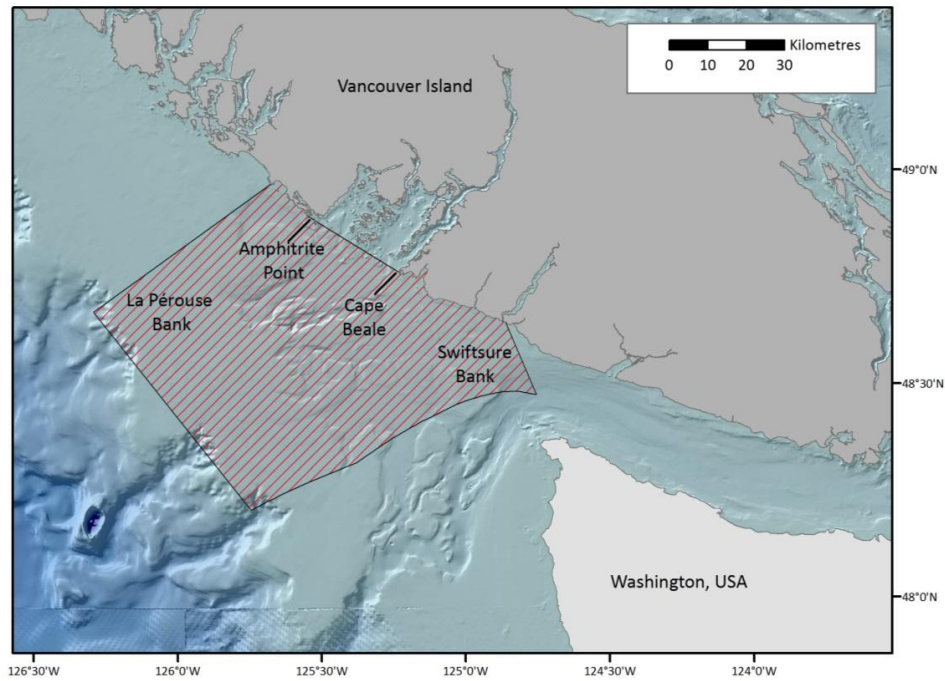 Kilometres
0 10 20 30
Vancouver Island
49°0'N
Amphitrite
Point
La Pérouse
Bank
Cape
Beale
Swiftsure
Bank
48°30'N
Washington, USA
48°0'N
126°30'W 126°0'W 125°30'W 125°0'W 124°30'W 124°0'W